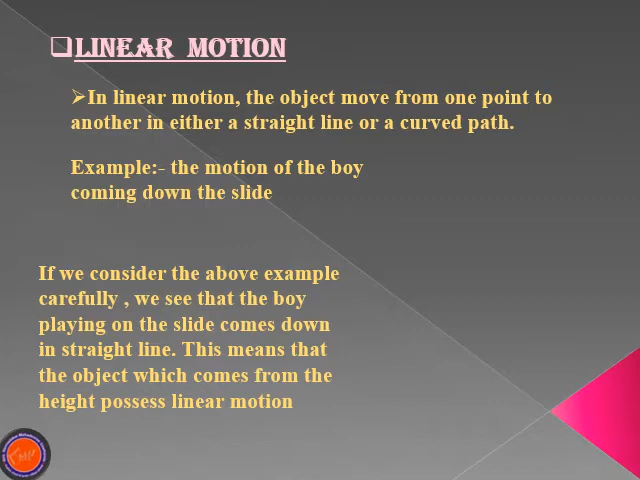 LINEAR MOTION
In linear motion, the object move from one point to
another in either a straight line or a curved path.
Example:- the motion of the boy
coming down the slide
If we consider the above example
carefully , we see that the boy
playing on the slide comes down
in straight line. This means that
the object which comes from the
height possess linear motion